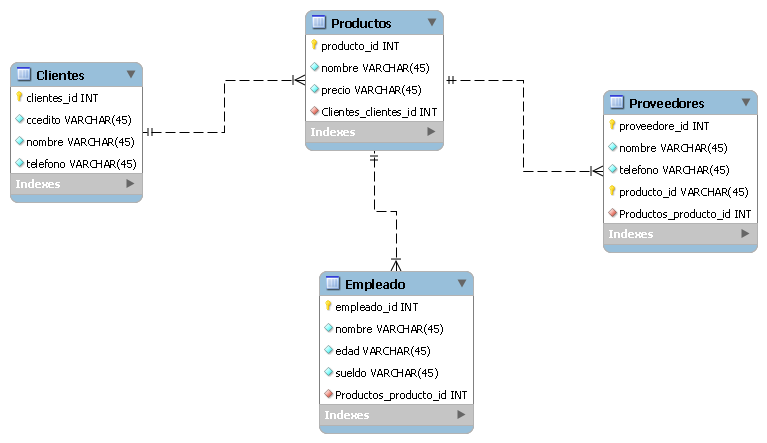 Productos
producto_id INT
nombre VARCHAR(45)
precio VARCHAR(45)
Clientes_clientes_id INT
Indexes
Clientes
clientes_id INT
ccedito VARCHAR(45)
nombre VARCHAR(45)
telefono VARCHAR(45)
Indexes
Proveedores
proveedore_id INT
nombre VARCHAR(45)
telefono VARCHAR(45)
producto_id VARCHAR(45)
Productos_producto_id INT
Indexes
Empleado
empleado_id INT
nombre VARCHAR(45)
edad VARCHAR(45)
sueldo VARCHAR(45)
Productos_producto_id INT
Indexes